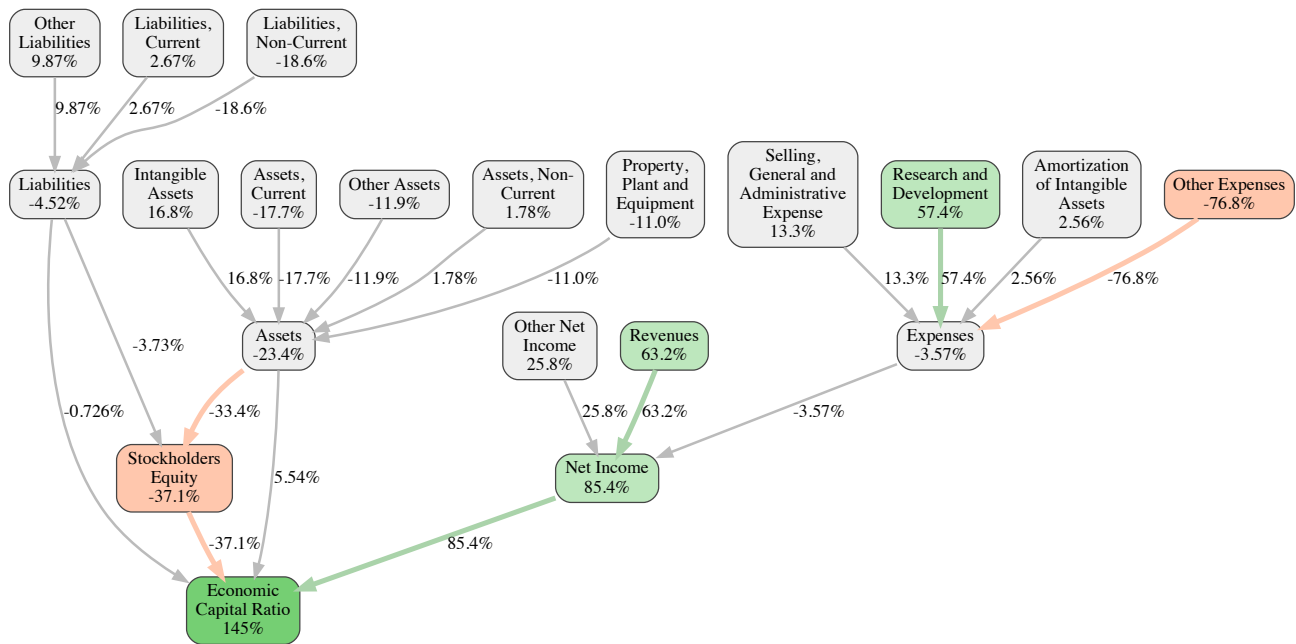 Other
Liabilities
9.87%
Liabilities,
Current
2.67%
Liabilities,
Non-Current
-18.6%
9.87%
2.67%
-18.6%
Liabilities
-4.52%
Intangible
Assets
16.8%
Assets,
Current
-17.7%
Other Assets
-11.9%
Assets, Non-
Current
1.78%
Property,
Plant and
Equipment
-11.0%
Selling,
General and
Administrative
Expense
13.3%
Research and
Development
57.4%
Amortization
of Intangible
Assets
2.56%
Other Expenses
-76.8%
16.8%
-17.7%
-11.9%
1.78%
-11.0%
13.3%
57.4%
2.56%
-76.8%
-3.73%
Assets
-23.4%
Other Net
Income
25.8%
Revenues
63.2%
Expenses
-3.57%
-0.726%
-33.4%
25.8%
63.2%
-3.57%
Stockholders
Equity
-37.1%
5.54%
Net Income
85.4%
-37.1%
85.4%
Economic
Capital Ratio
145%